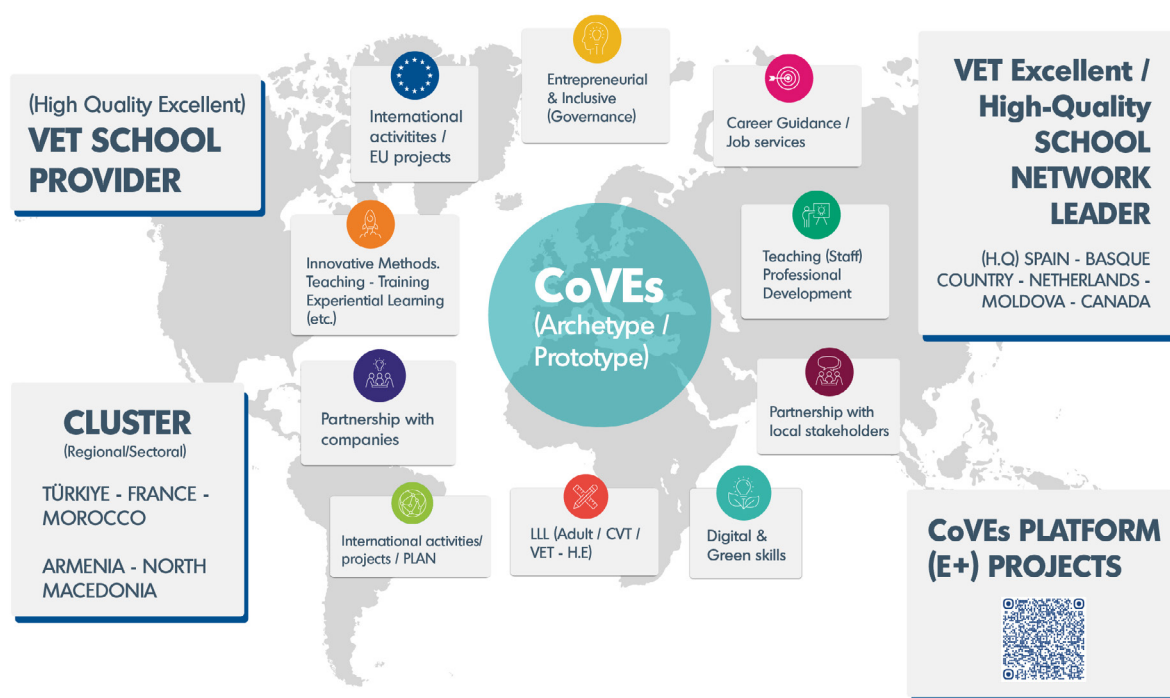 (High Quality Excellent)
VET SCHOOL
PROVIDER
International
activitites /
EU projects
Entrepreneurial
& Inclusive
(Governance)
Career Guidance /
Job services
VET Excellent /
High-Quality
SCHOOL
NETWORK
LEADER
(H.Q) SPAIN - BASQUE
COUNTRY - NETHERLANDS -
MOLDOVA - CANADA
Innovative Methods.
Teaching - Training
Experiential Learning
(etc.)
CoVEs
(Archetype /
Prototype)
Teaching (Staff)
Professional
Development
Partnership with
companies
Partnership with
local stakeholders
CLUSTER
(Regional/Sectoral)
TÜRKIYE - FRANCE -
MOROCCO
ARMENIA - NORTH
MACEDONIA
International activities/
projects / PLAN
LLL (Adult / CVT /
VET - H.E)
Digital &
Green skills
CoVEs PLATFORM
(E+) PROJECTS